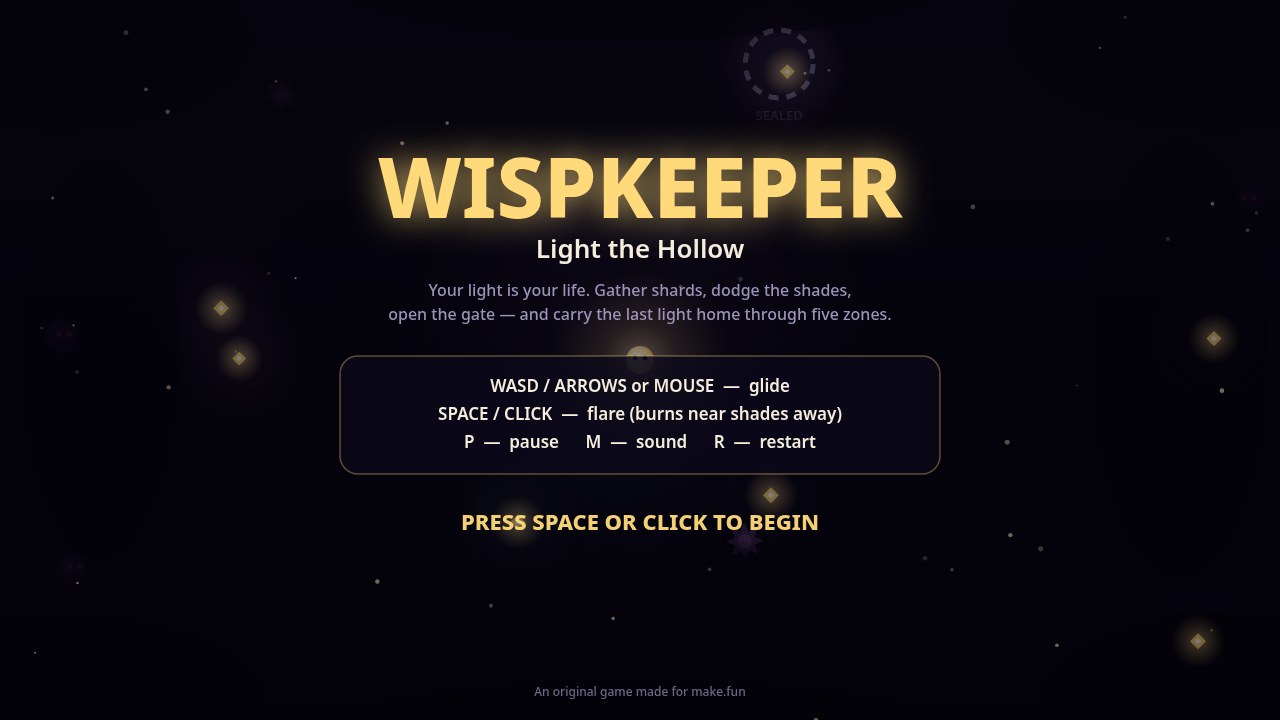 SEALED
WISPKEEPER
Light the Hollow
Your light is your life. Gather shards, dodge the shades,
open the gate — and carry the last light home through five zones.
WASD / ARROWS or MOUSE — glide
SPACE / CLICK — flare (burns near shades away)
P — pause M — sound R — restart
PRESS SPACE OR CLICK TO BEGIN
An original game made for make.fun